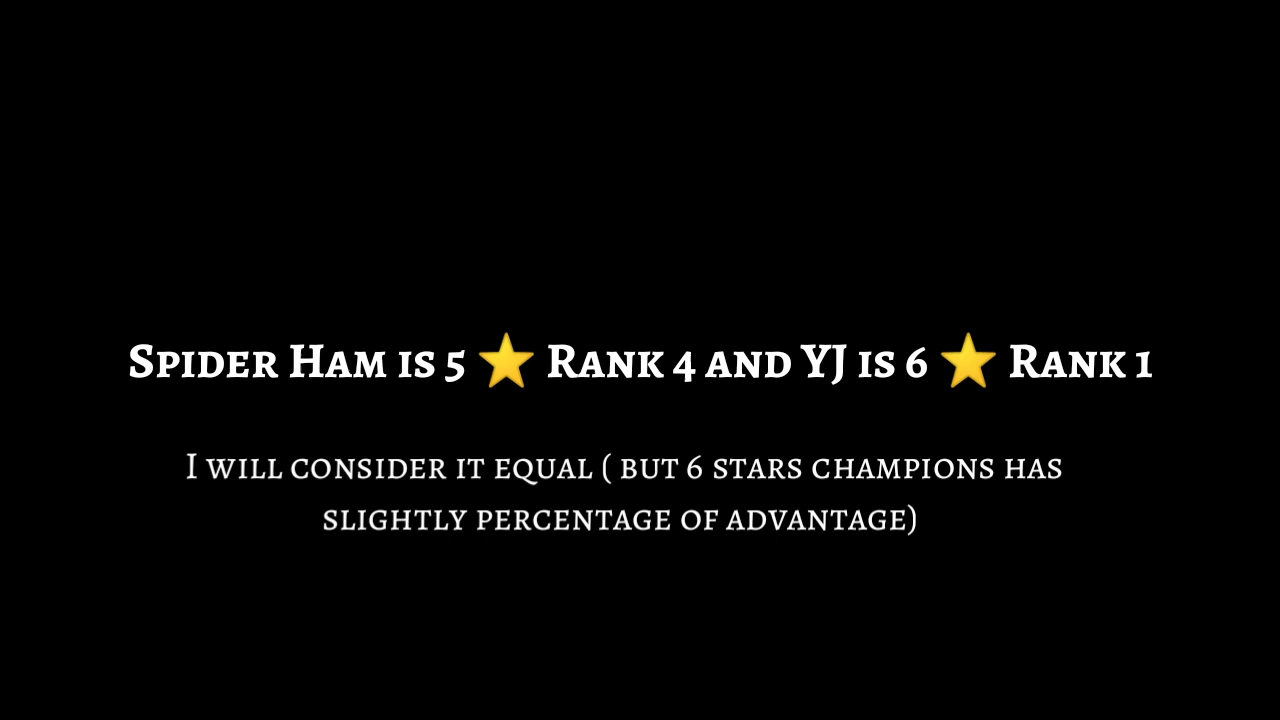 Spider Ham is 5 ⭐ Rank 4 and YJ is 6 ⭐ Rank 1
I will consider it equal ( but 6 stars champions has
slightly percentage of advantage)